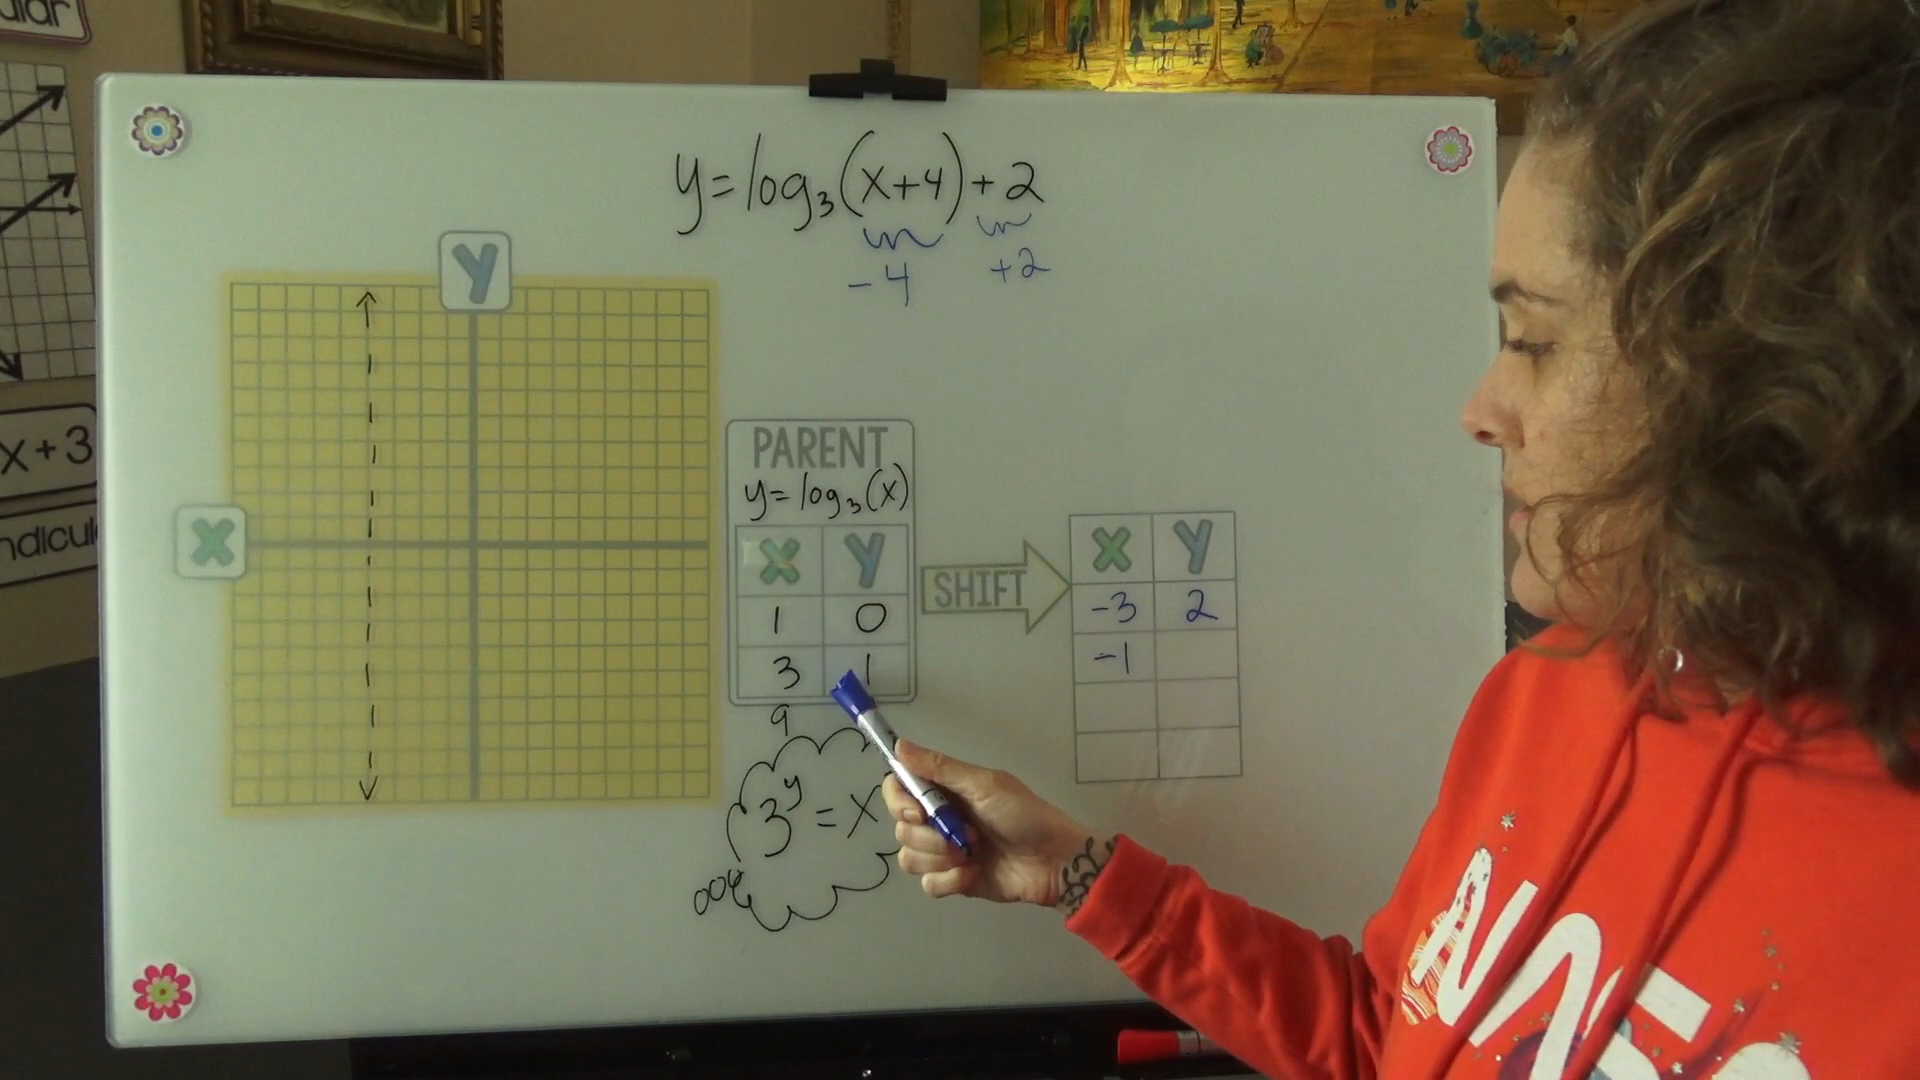 ular
x+3
ndicul
y=log₃(x+4)+2
-4 +2
Y
X
PARENT
y=log₃(x)
X Y
1 0
3 1
9
3^y=x
SHIFT
X Y
-3 2
-1